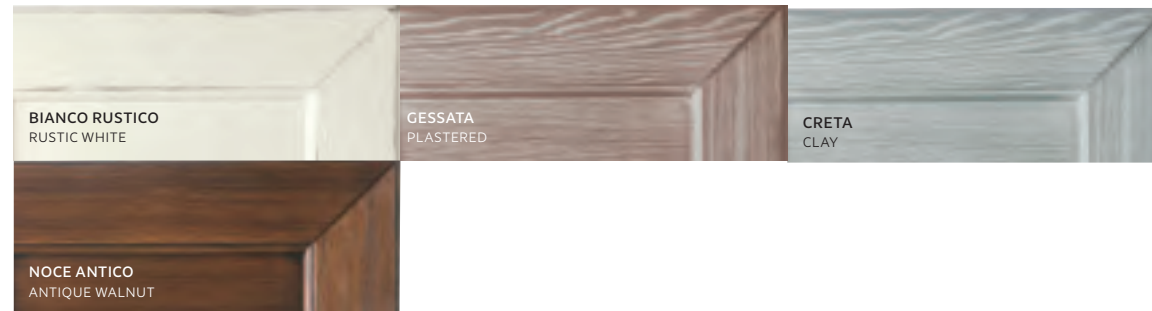 BIANCO RUSTICO
RUSTIC WHITE
GESSATA
PLASTERED
CRETA
CLAY
NOCE ANTICO
ANTIQUE WALNUT